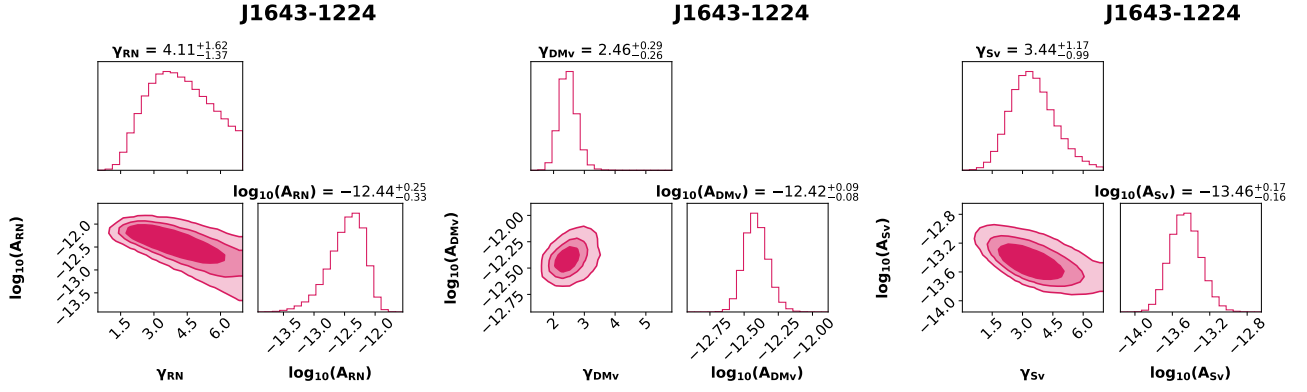 J1643-1224
γRN = 4.11 +1.62 −1.37
log10(ARN) = −12.44 +0.25 −0.33
log10(ARN)
−12.0
−12.5
−13.0
−13.5
1.5 3.0 4.5 6.0
−13.5 −13.0 −12.5 −12.0
γRN
log10(ARN)
J1643-1224
γDMv = 2.46 +0.29 −0.26
log10(ADMv) = −12.42 +0.09 −0.08
log10(ADMv)
−12.00
−12.25
−12.50
−12.75
2 3 4 5
−12.75 −12.50 −12.25 −12.00
γDMv
log10(ADMv)
J1643-1224
γSv = 3.44 +1.17 −0.99
log10(ASv) = −13.46 +0.17 −0.16
log10(ASv)
−12.8
−13.2
−13.6
−14.0
1.5 3.0 4.5 6.0
−14.0 −13.6 −13.2 −12.8
γSv
log10(ASv)